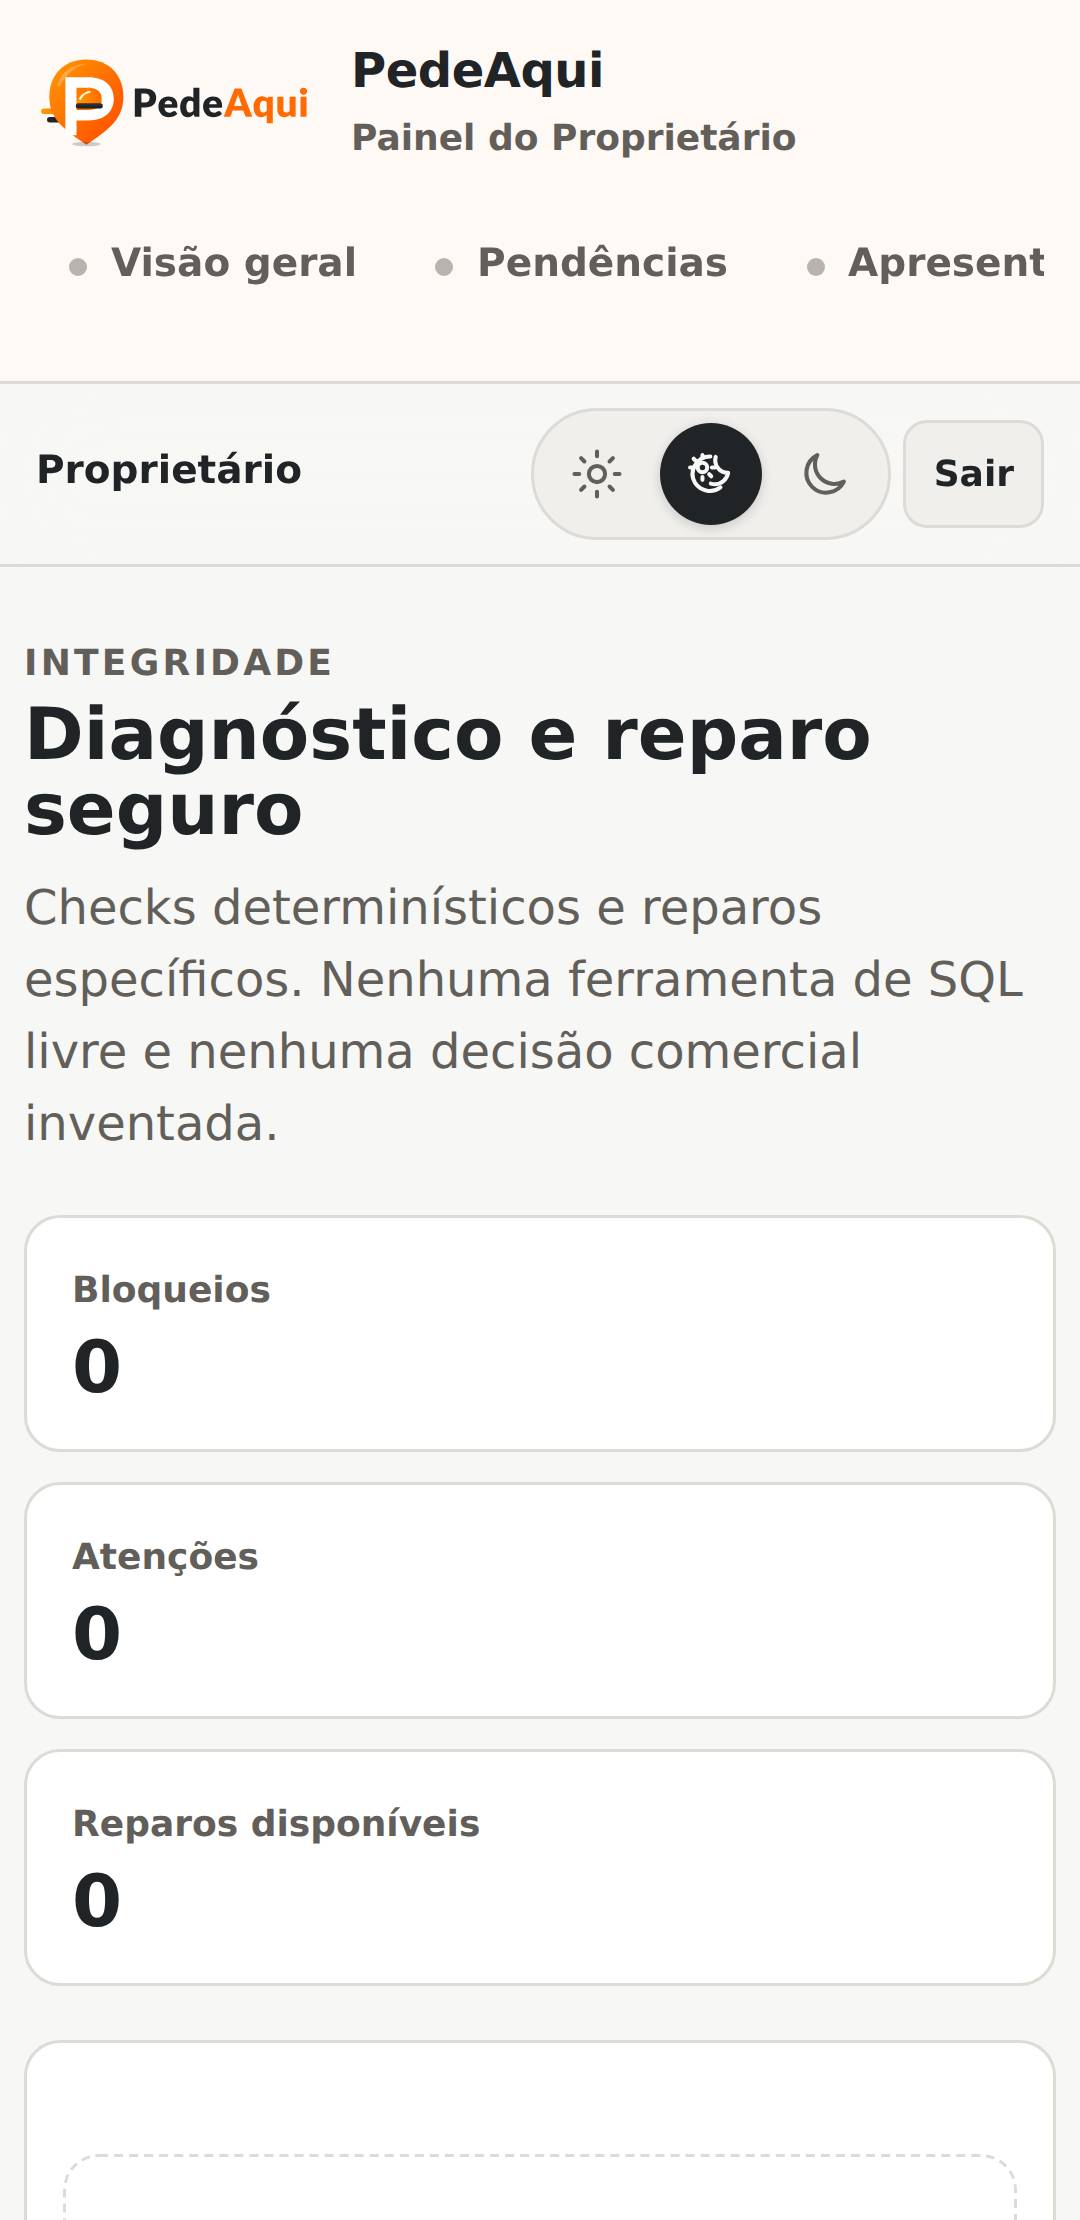 PedeAqui
PedeAqui
Painel do Proprietário
Visão geral
Pendências
Apresent
Proprietário
Sair
INTEGRIDADE
Diagnóstico e reparo
seguro
Checks determinísticos e reparos
específicos. Nenhuma ferramenta de SQL
livre e nenhuma decisão comercial
inventada.
Bloqueios
0
Atenções
0
Reparos disponíveis
0